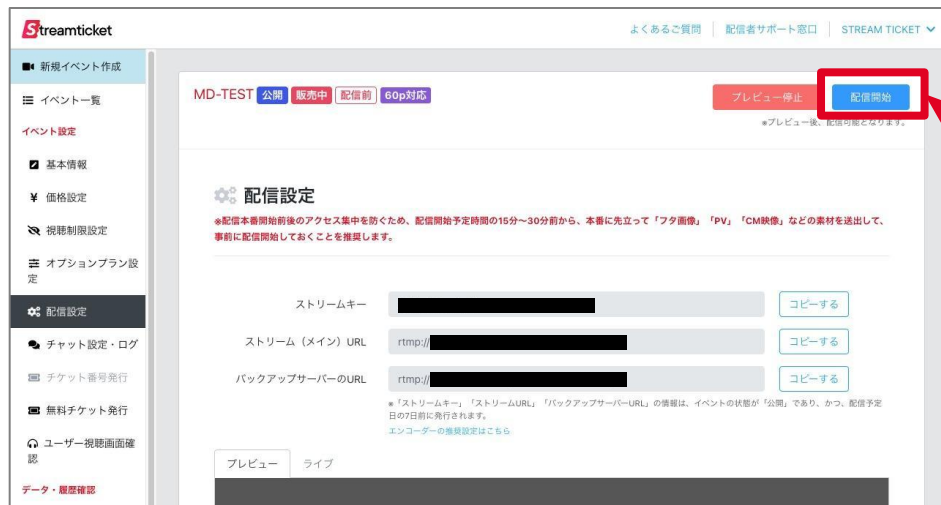 Streamticket
よくあるご質問
配信者サポート窓口
STREAM TICKET
新規イベント作成
イベント一覧
イベント設定
基本情報
価格設定
視聴制限設定
オプションプラン設
定
配信設定
チャット設定・ログ
チケット番号発行
無料チケット発行
ユーザー視聴画面確
認
データ・履歴確認
MD-TEST 公開 販売中 配信前 60p対応
プレビュー停止
配信開始
※プレビュー後、配信可能となります。
配信設定
※配信本番開始前後のアクセス集中を防ぐため、配信開始予定時間の15分〜30分前から、本番に先立って「フタ画像」「PV」「CM映像」などの素材を送出して、
事前に配信開始しておくことを推奨します。
ストリームキー
コピーする
ストリーム（メイン）URL
rtmp://
コピーする
バックアップサーバーのURL
rtmp://
コピーする
※「ストリームキー」「ストリームURL」「バックアップサーバーURL」の情報は、イベントの状態が「公開」であり、かつ、配信予定
日の7日前に発行されます。
エンコーダーの推奨設定はこちら
プレビュー
ライブ